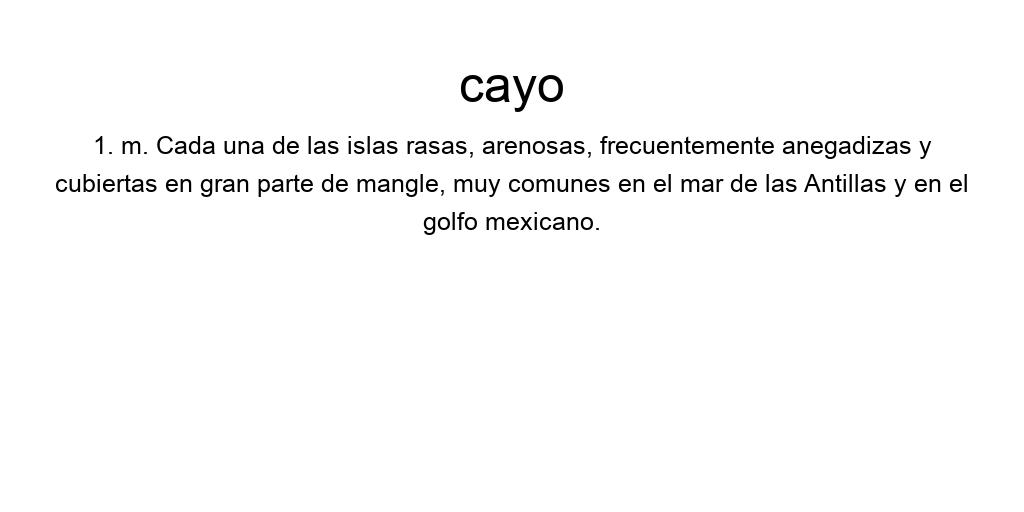 cayo
1. m. Cada una de las islas rasas, arenosas, frecuentemente anegadizas y
cubiertas en gran parte de mangle, muy comunes en el mar de las Antillas y en el
golfo mexicano.